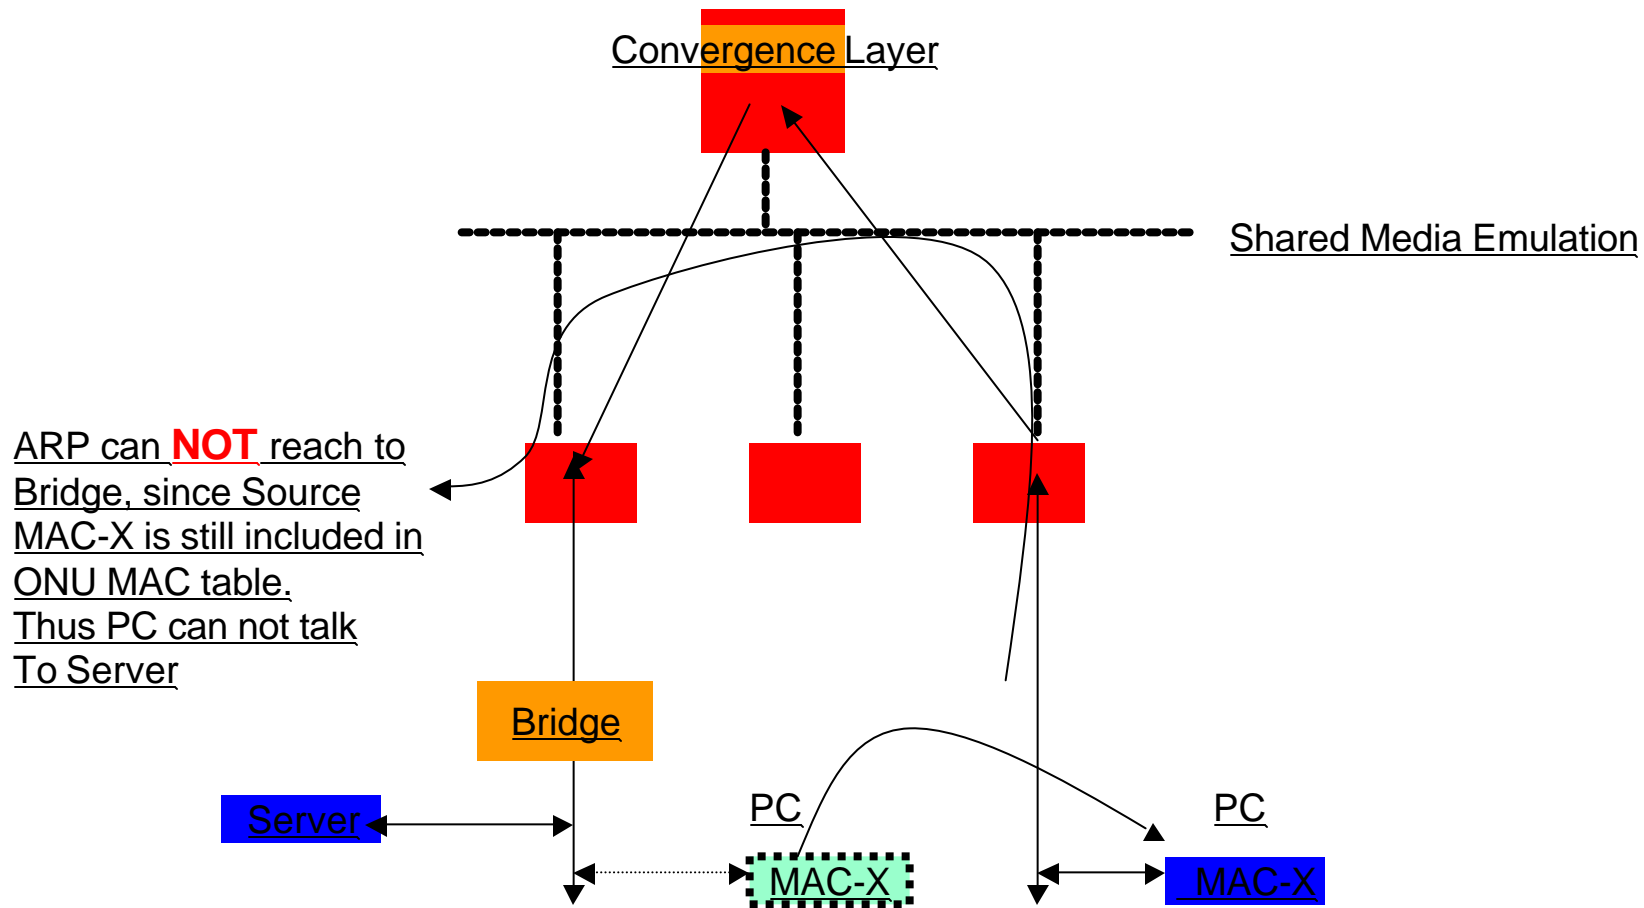 Convergence Layer
Shared Media Emulation
ARP can NOT reach to
Bridge, since Source
MAC-X is still included in
ONU MAC table.
Thus PC can not talk
To Server
Bridge
Server
PC
MAC-X
PC
MAC-X